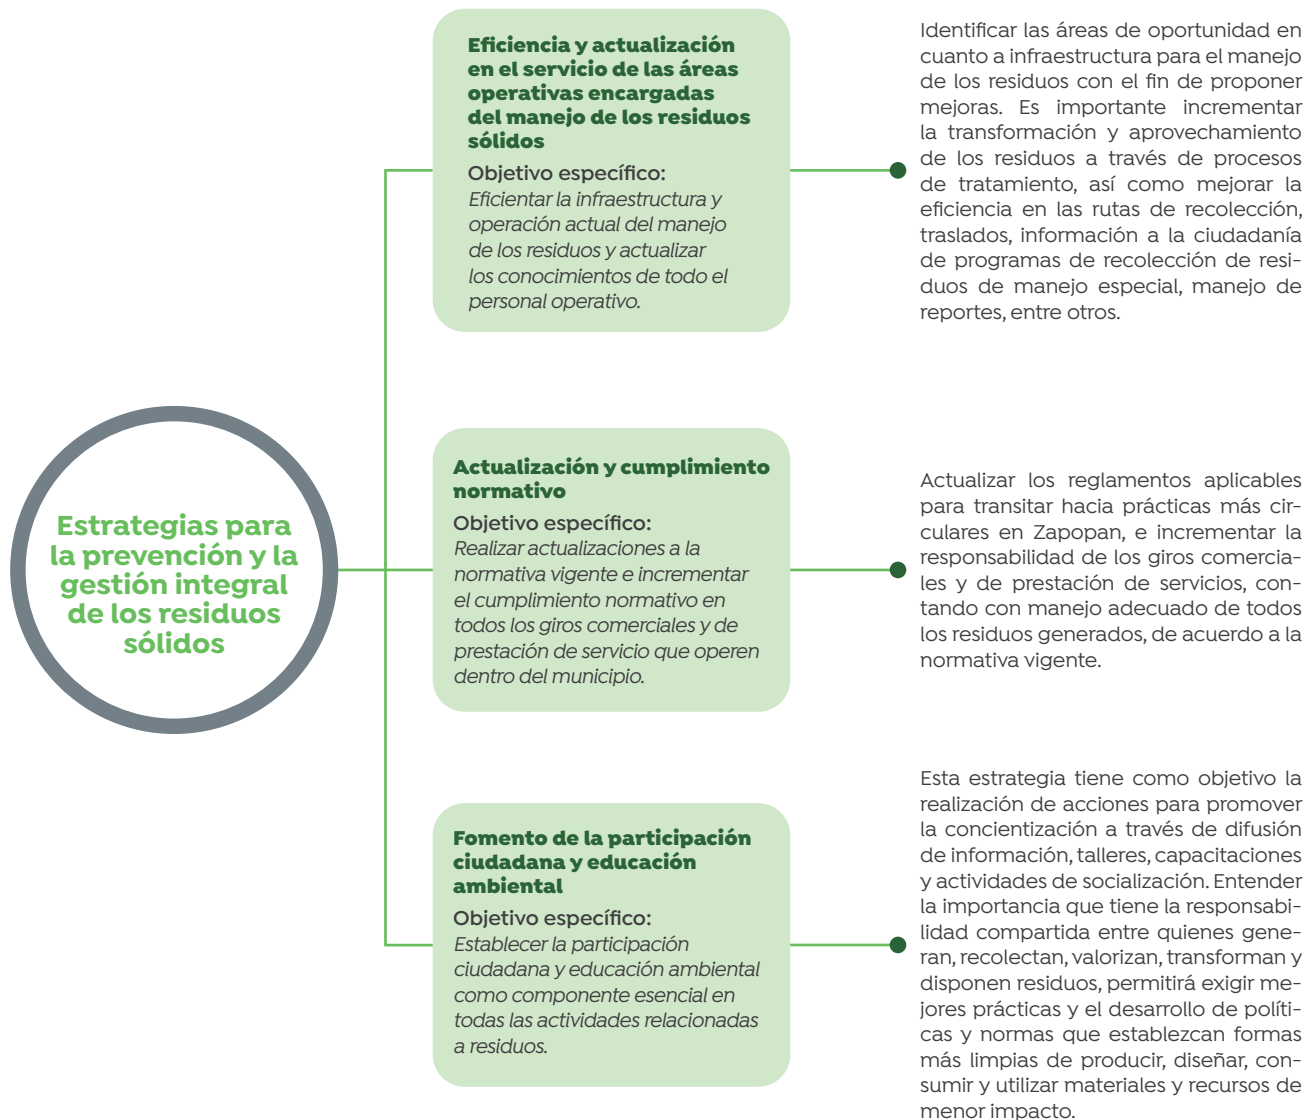 Estrategias para
la prevención y la
gestión integral
de los residuos
sólidos
Eficiencia y actualización
en el servicio de las áreas
operativas encargadas
del manejo de los residuos
sólidos
Objetivo específico:
Eficientar la infraestructura y
operación actual del manejo
de los residuos y actualizar
los conocimientos de todo el
personal operativo.
Identificar las áreas de oportunidad en
cuanto a infraestructura para el manejo
de los residuos con el fin de proponer
mejoras. Es importante incrementar
la transformación y aprovechamiento
de los residuos a través de procesos
de tratamiento, así como mejorar la
eficiencia en las rutas de recolección,
traslados, información a la ciudadanía
de programas de recolección de resi-
duos de manejo especial, manejo de
reportes, entre otros.
Actualización y cumplimiento
normativo
Objetivo específico:
Realizar actualizaciones a la
normativa vigente e incrementar
el cumplimiento normativo en
todos los giros comerciales y de
prestación de servicio que operen
dentro del municipio.
Actualizar los reglamentos aplicables
para transitar hacia prácticas más cir-
culares en Zapopan, e incrementar la
responsabilidad de los giros comercia-
les y de prestación de servicios, con-
tando con manejo adecuado de todos
los residuos generados, de acuerdo a la
normativa vigente.
Fomento de la participación
ciudadana y educación
ambiental
Objetivo específico:
Establecer la participación
ciudadana y educación ambiental
como componente esencial en
todas las actividades relacionadas
a residuos.
Esta estrategia tiene como objetivo la
realización de acciones para promover
la concientización a través de difusión
de información, talleres, capacitaciones
y actividades de socialización. Entender
la importancia que tiene la responsabi-
lidad compartida entre quienes gene-
ran, recolectan, valorizan, transforman y
disponen residuos, permitirá exigir me-
jores prácticas y el desarrollo de políti-
cas y normas que establezcan formas
más limpias de producir, diseñar, con-
sumir y utilizar materiales y recursos de
menor impacto.